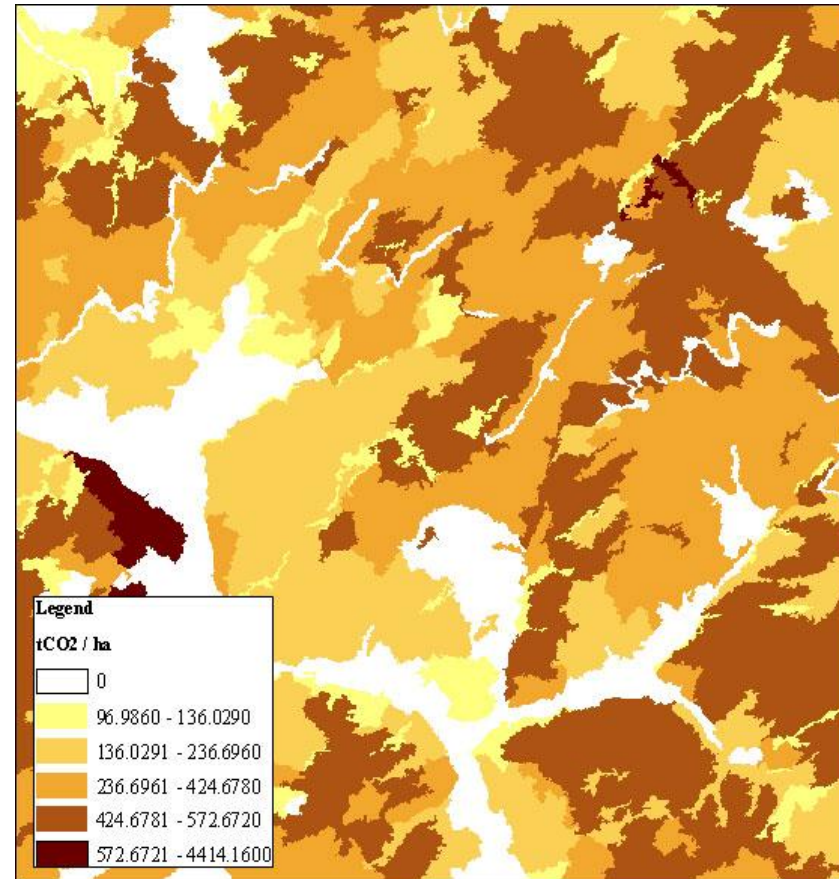 Legend
tCO2 / ha
0
96.9860 - 136.0290
136.0291 - 236.6960
236.6961 - 424.6780
424.6781 - 572.6720
572.6721 - 4414.1600